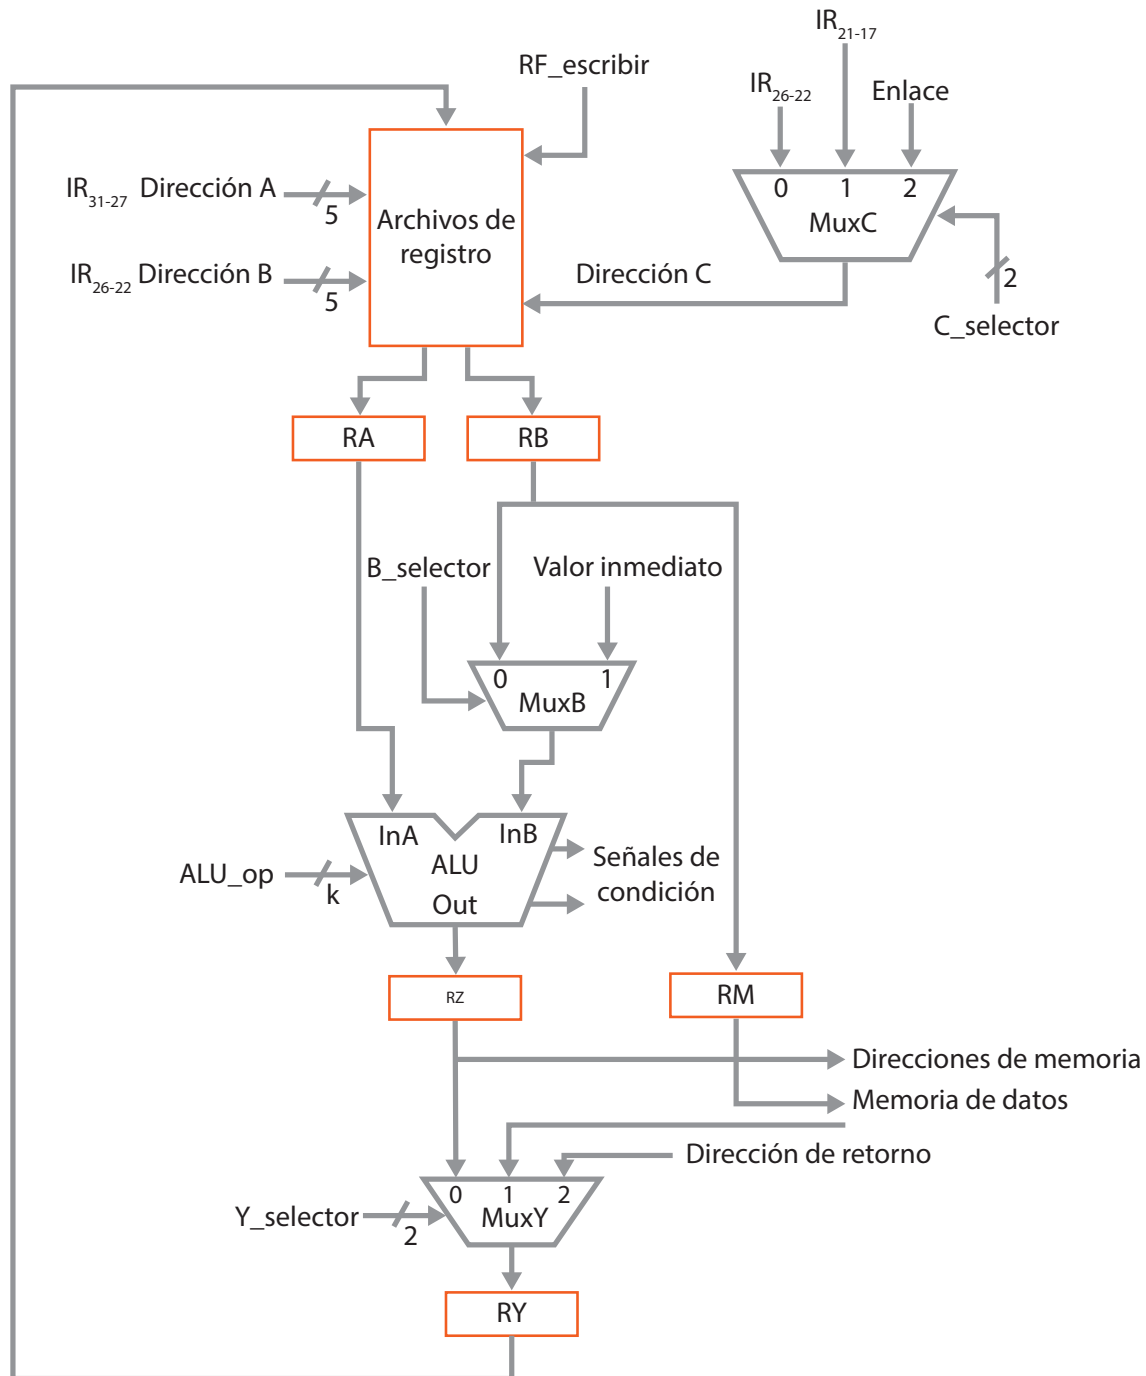 IR21-17
RF_escribir
IR26-22
Enlace
0 1 2
MuxC
IR31-27 Dirección A
5
Archivos de
registro
IR26-22 Dirección B
5
Dirección C
2
C_selector
RA
RB
B_selector
Valor inmediato
0 1
MuxB
InA
InB
ALU
Out
ALU_op
k
Señales de
condición
RZ
RM
Direcciones de memoria
Memoria de datos
Dirección de retorno
0 1 2
MuxY
Y_selector
2
RY